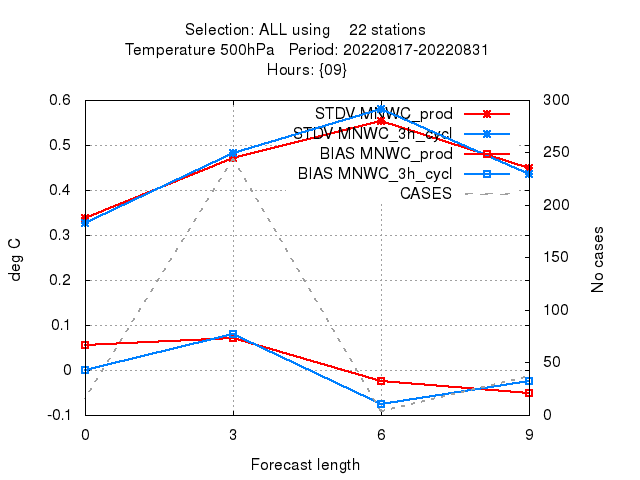 Selection: ALL using 22 stations
Temperature 500hPa Period: 20220817-20220831
Hours: {09}
0.6 300
STDV MNWC_prod
STDV MNWC_3h_cycl
BIAS MNWC_prod
BIAS MNWC_3h_cycl
CASES
0.5 250
0.4 200
0.3 150
0.2 100
0.1 50
0
-0.1 0
deg C
No cases
0 3 6 9
Forecast length